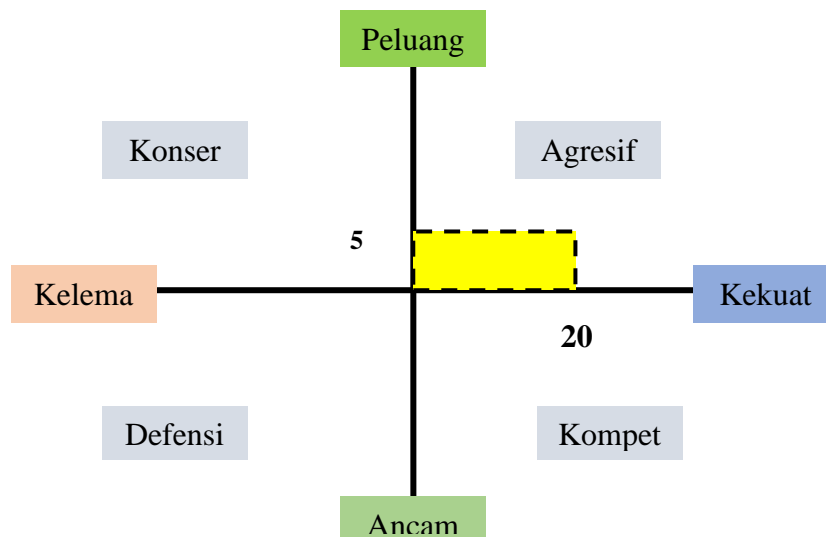 Peluang
Konser
Agresif
5
Kelema
Kekuat
20
Defensi
Kompet
Ancam